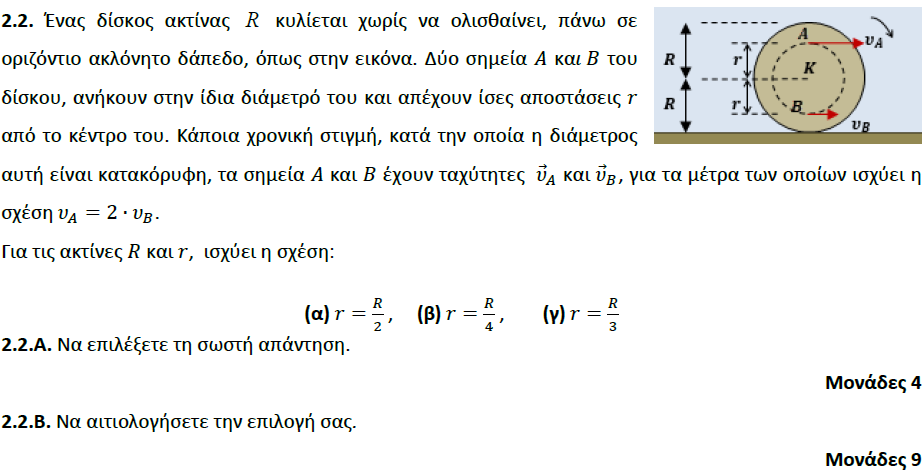 2.2. Ένας δίσκος ακτίνας R κυλίεται χωρίς να ολισθαίνει, πάνω σε
οριζόντιο ακλόνητο δάπεδο, όπως στην εικόνα. Δύο σημεία A και B του
δίσκου, ανήκουν στην ίδια διάμετρό του και απέχουν ίσες αποστάσεις r
από το κέντρο του. Κάποια χρονική στιγμή, κατά την οποία η διάμετρος
αυτή είναι κατακόρυφη, τα σημεία A και B έχουν ταχύτητες \vec{υ}_A και \vec{υ}_B, για τα μέτρα των οποίων ισχύει η
σχέση υ_A = 2 · υ_B.
Για τις ακτίνες R και r, ισχύει η σχέση:
(α) r = R/2, (β) r = R/4, (γ) r = R/3
2.2.A. Να επιλέξετε τη σωστή απάντηση.
Μονάδες 4
2.2.B. Να αιτιολογήσετε την επιλογή σας.
Μονάδες 9
A
υ_A
R
r
K
R
r
B
υ_B